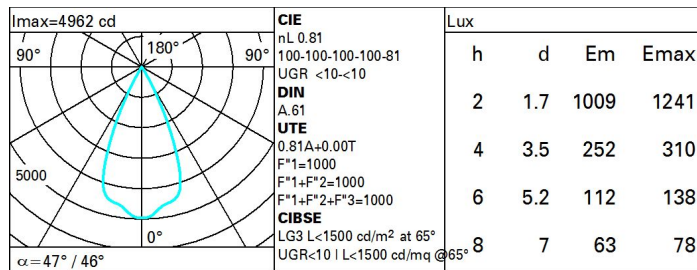 Imax=4962 cd
90° 180° 90°
5000
0°
α=47° / 46°
CIE
nL 0.81
100-100-100-100-81
UGR <10-<10
DIN
A.61
UTE
0.81A+0.00T
F"1=1000
F"1+F"2=1000
F"1+F"2+F"3=1000
CIBSE
LG3 L<1500 cd/m² at 65°
UGR<10 | L<1500 cd/mq @65°
Lux
h d Em Emax
2 1.7 1009 1241
4 3.5 252 310
6 5.2 112 138
8 7 63 78